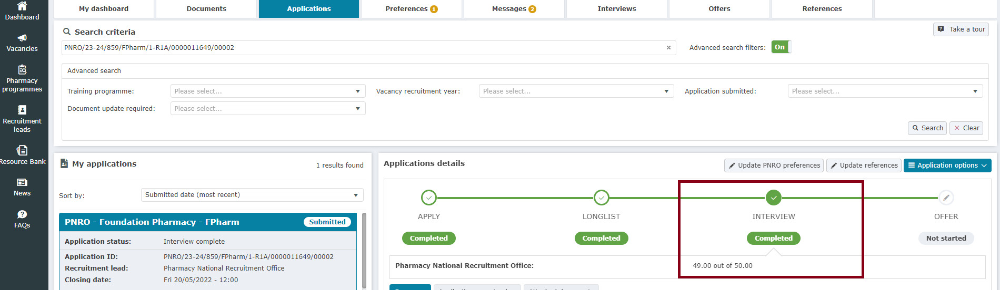 Dashboard
Vacancies
Pharmacy
programmes
Recruitment
leads
Resource Bank
News
FAQs
My dashboard
Documents
Applications
Preferences 1
Messages 2
Interviews
Offers
References
Search criteria
Take a tour
PNRO/23-24/859/FPharm/1-R1A/0000011649/00002
Advanced search filters: On
Advanced search
Training programme: Please select...
Vacancy recruitment year: Please select...
Application submitted: Please select...
Document update required: Please select...
Search
Clear
My applications
1 results found
Sort by: Submitted date (most recent)
PNRO - Foundation Pharmacy - FPharm Submitted
Application status: Interview complete
Application ID: PNRO/23-24/859/FPharm/1-R1A/0000011649/00002
Recruitment lead: Pharmacy National Recruitment Office
Closing date: Fri 20/05/2022 - 12:00
Applications details
Update PNRO preferences
Update references
Application options
APPLY
LONGLIST
INTERVIEW
OFFER
Completed
Completed
Completed
Not started
Pharmacy National Recruitment Office: 49.00 out of 50.00